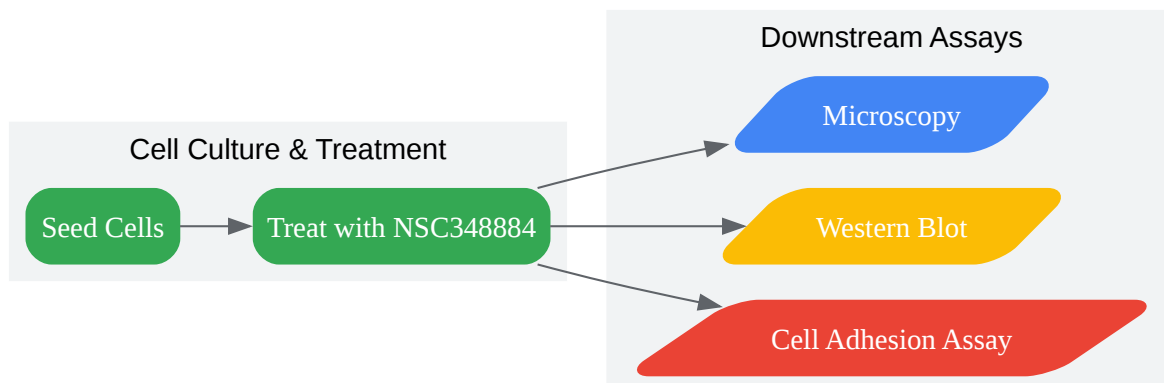 Downstream Assays
Microscopy
Cell Culture & Treatment
Seed Cells
Treat with NSC348884
Western Blot
Cell Adhesion Assay